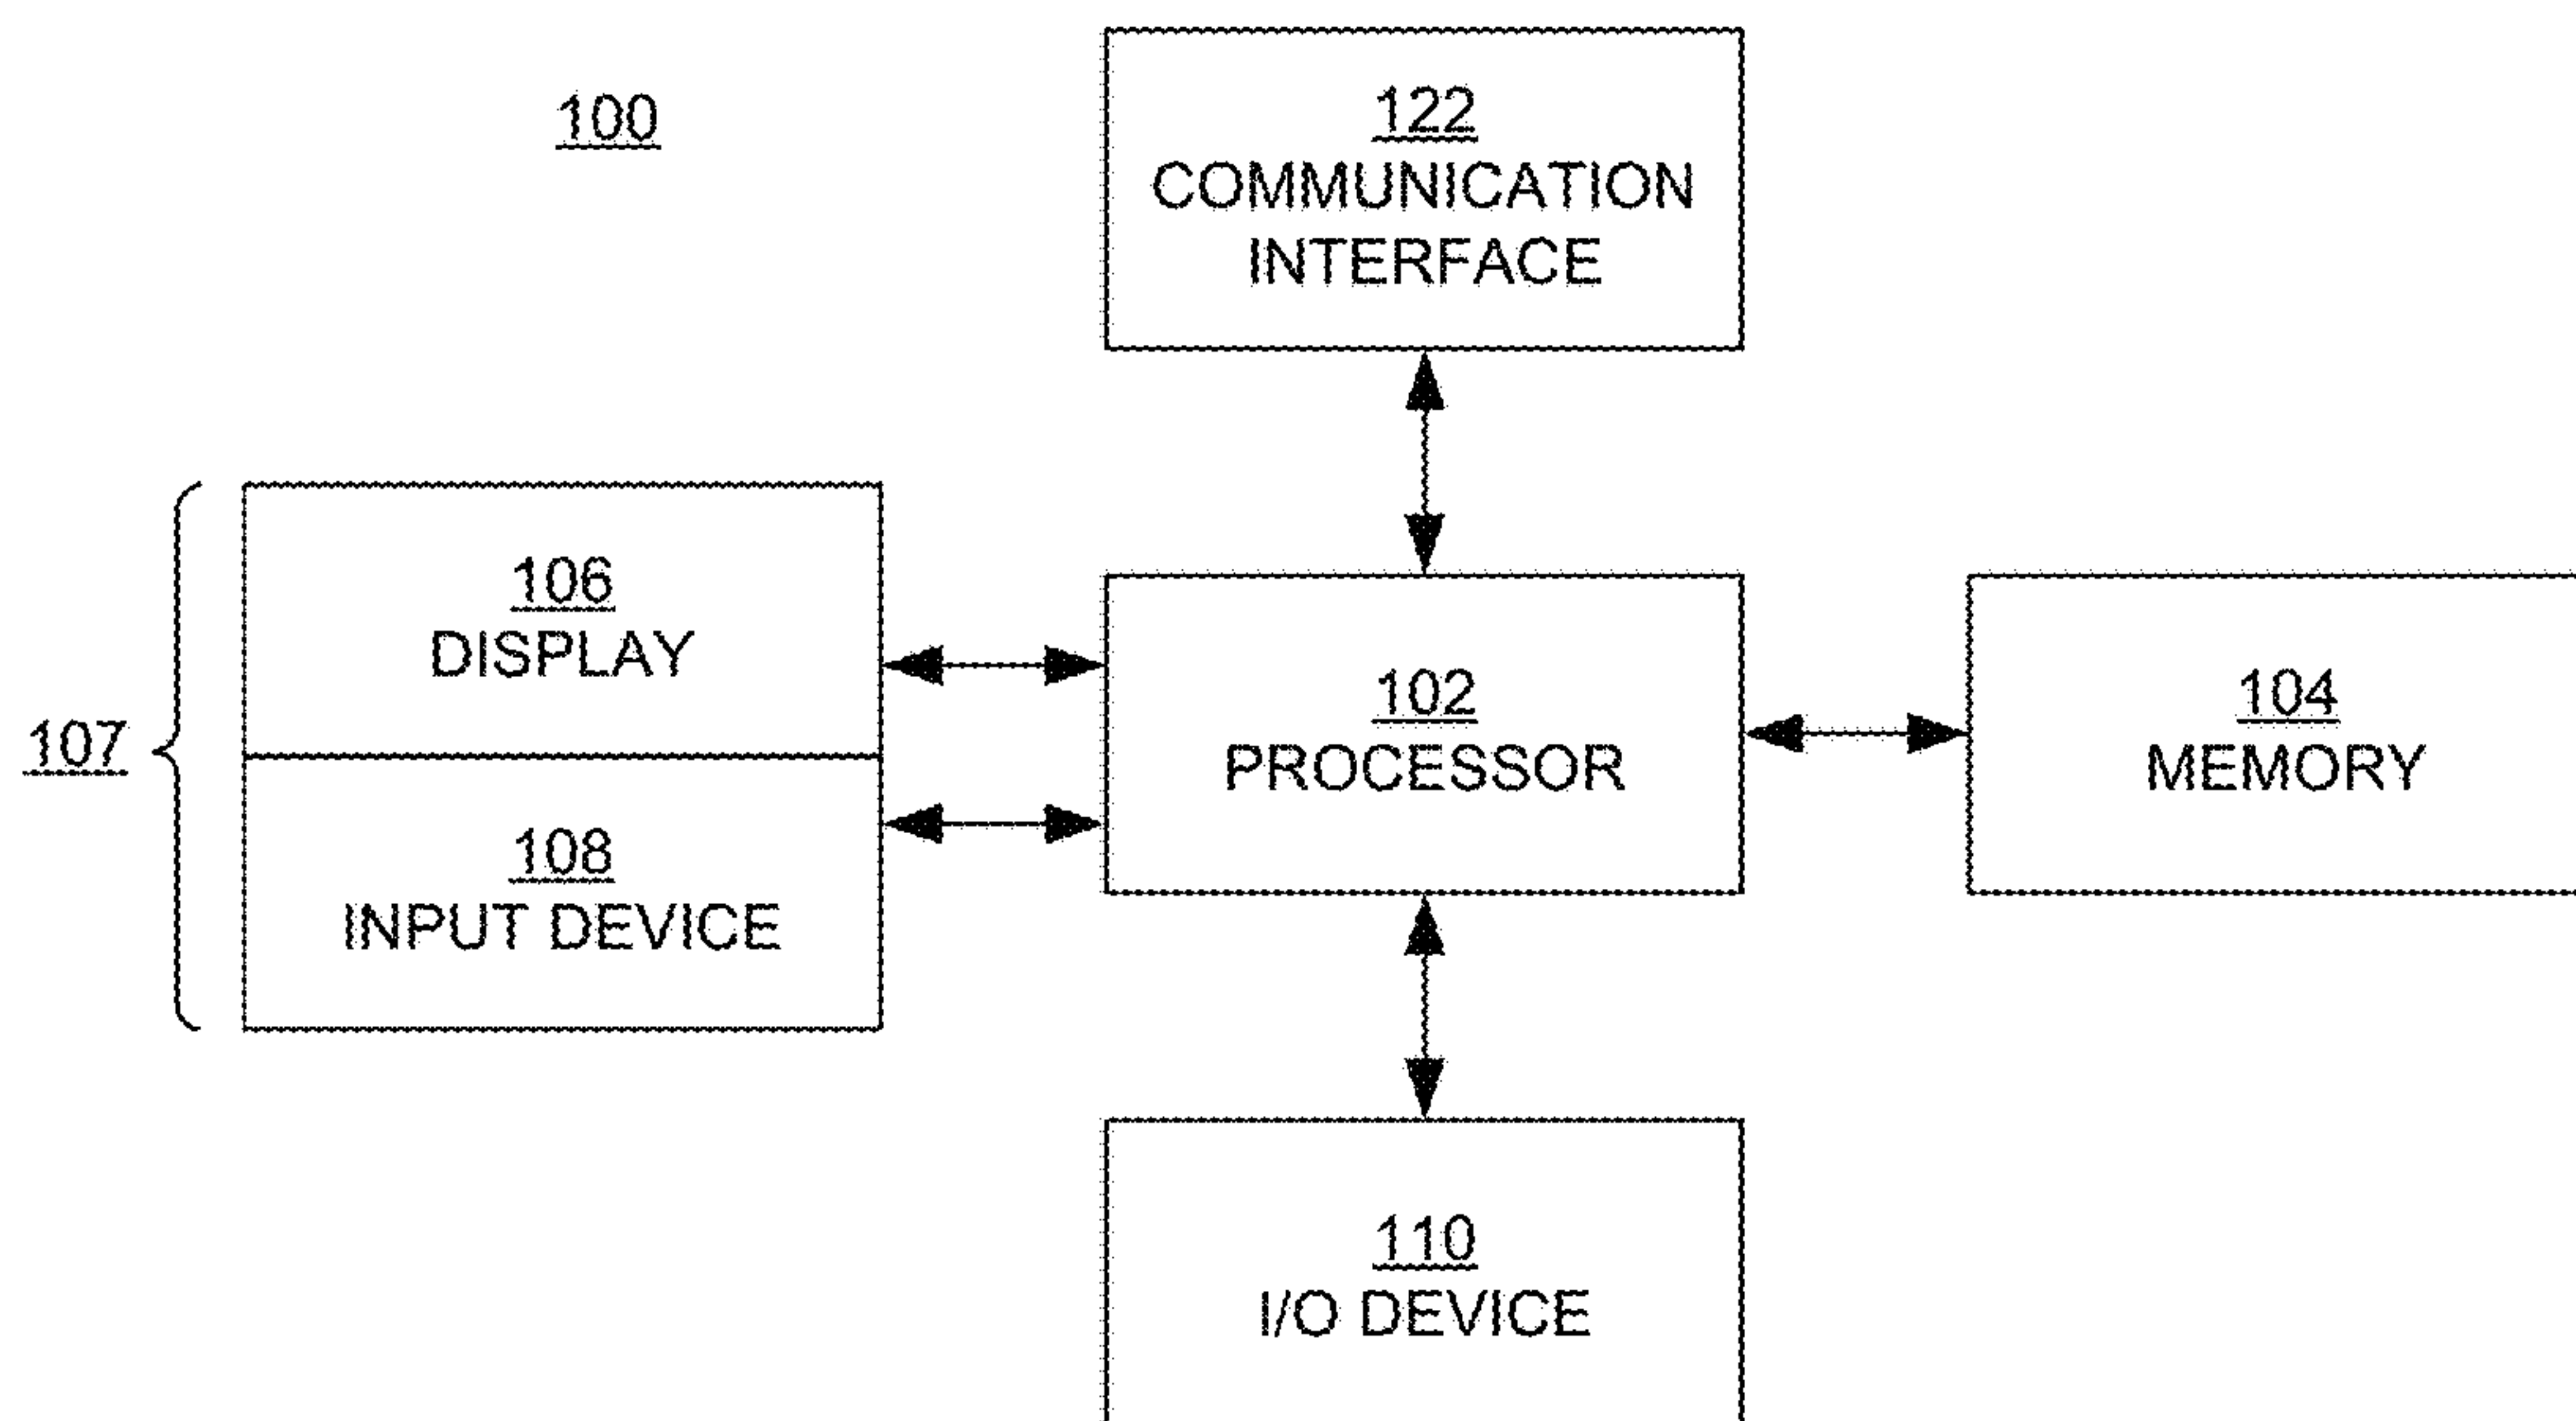 100
122
COMMUNICATION
INTERFACE
106
DISPLAY
107
108
INPUT DEVICE
102
PROCESSOR
104
MEMORY
110
I/O DEVICE